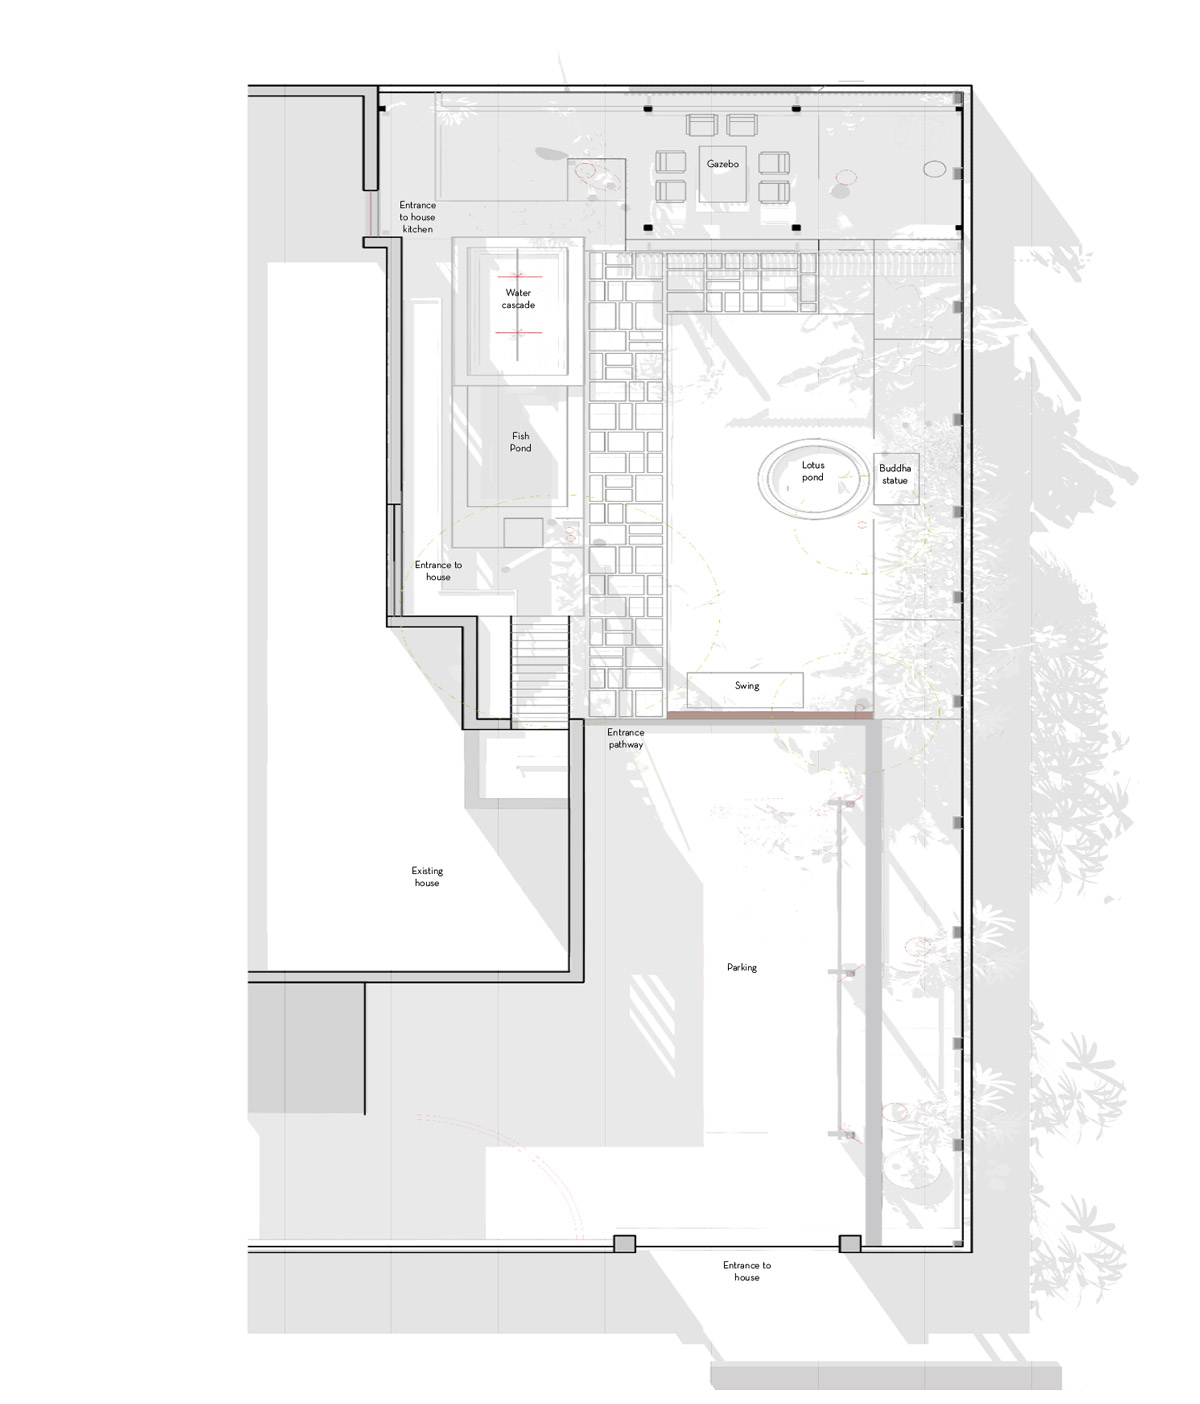 Gazebo
Entrance
to house
kitchen
Water
cascade
Fish
Pond
Lotus
pond
Buddha
statue
Entrance to
house
Swing
Entrance
pathway
Existing
house
Parking
Entrance to
house